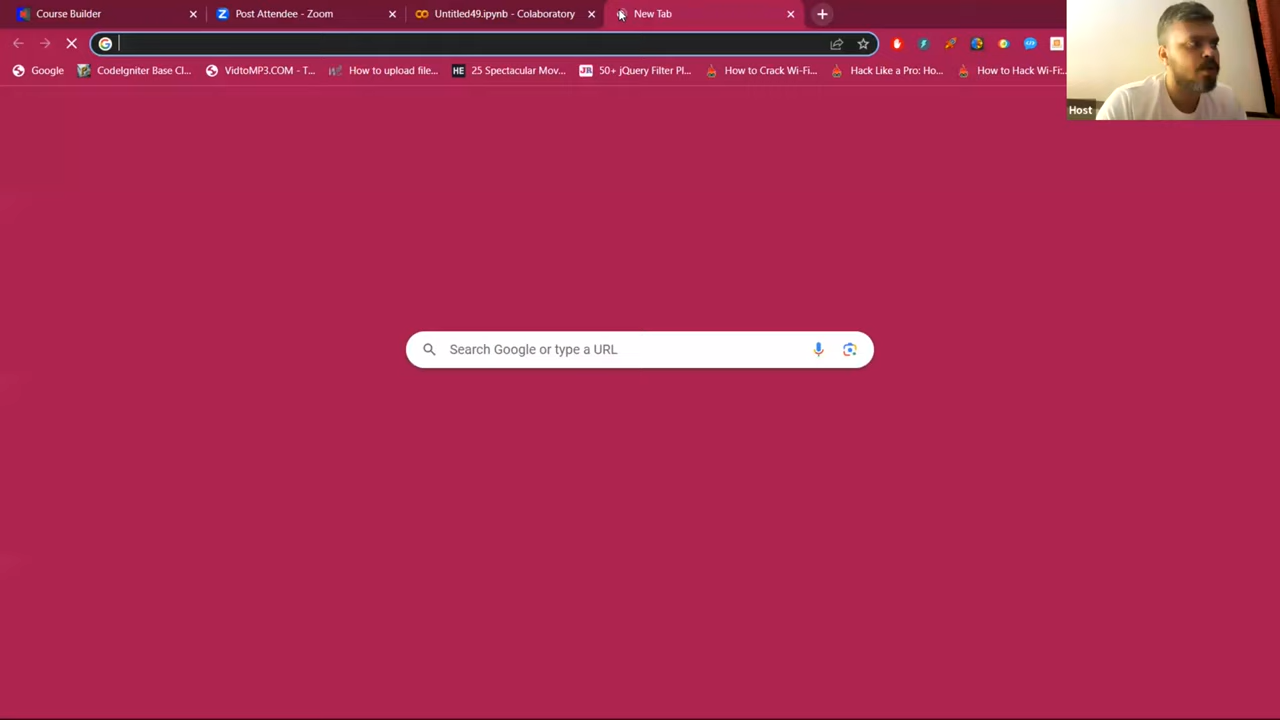 Course Builder
Post Attendee - Zoom
Untitled49.ipynb - Colaboratory
New Tab
Google
CodeIgniter Base Cl...
VidtoMP3.COM - T...
How to upload file...
HE
25 Spectacular Mov...
JR
50+ jQuery Filter Pl...
How to Crack Wi-Fi...
Hack Like a Pro: Ho...
How to Hack Wi-Fi:...
Host
Search Google or type a URL